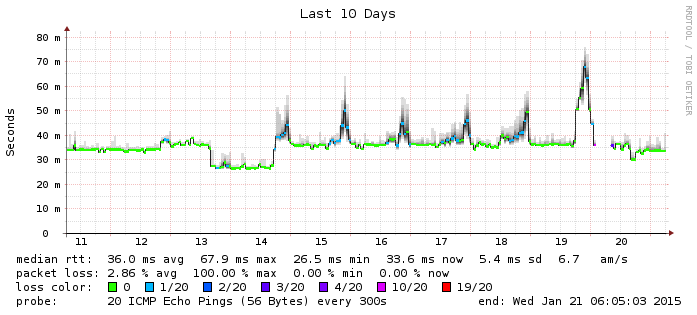 Last 10 Days
RRDTOOL / TOBI OETIKER
Seconds
80 m
70 m
60 m
50 m
40 m
30 m
20 m
10 m
0
11 12 13 14 15 16 17 18 19 20
median rtt: 36.0 ms avg 67.9 ms max 26.5 ms min 33.6 ms now 5.4 ms sd 6.7 am/s
packet loss: 2.86 % avg 100.00 % max 0.00 % min 0.00 % now
loss color: 0 1/20 2/20 3/20 4/20 10/20 19/20
probe: 20 ICMP Echo Pings (56 Bytes) every 300s end: Wed Jan 21 06:05:03 2015